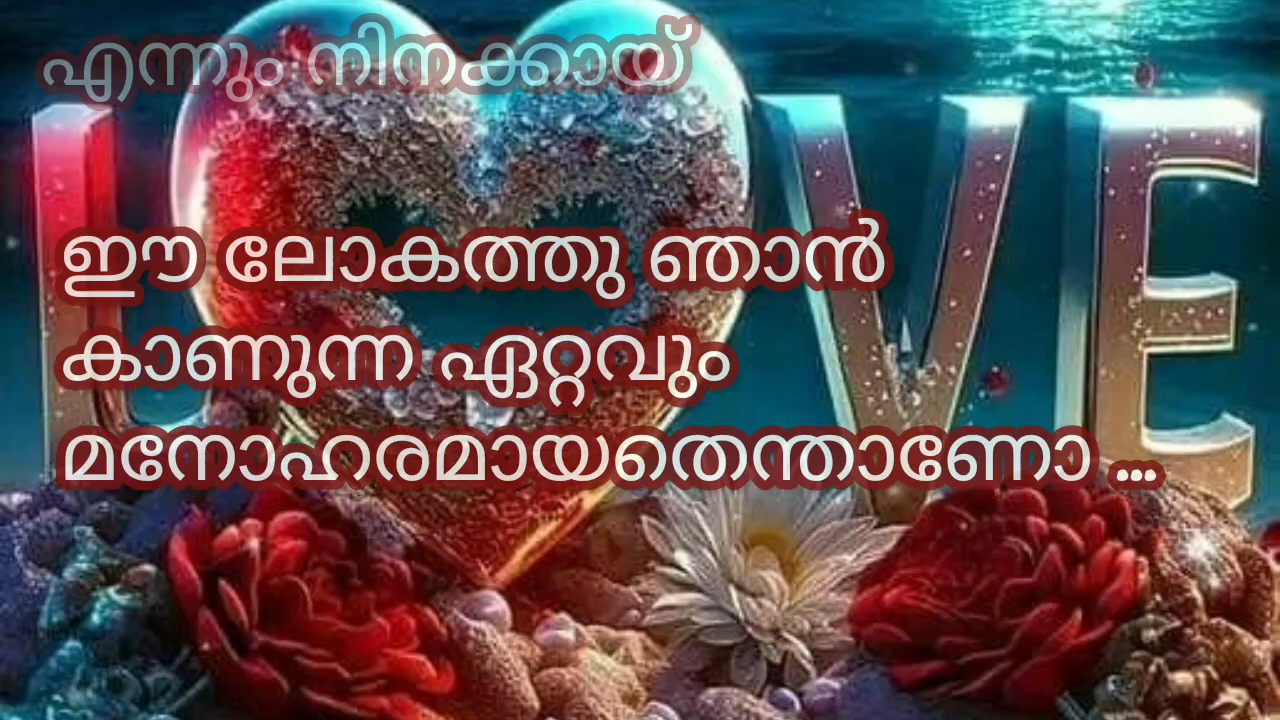 എന്നും നിനക്കായ്
LOVE
ഈ ലോകത്തു ഞാൻ
കാണുന്ന ഏറ്റവും
മനോഹരമായതെന്താണോ ...